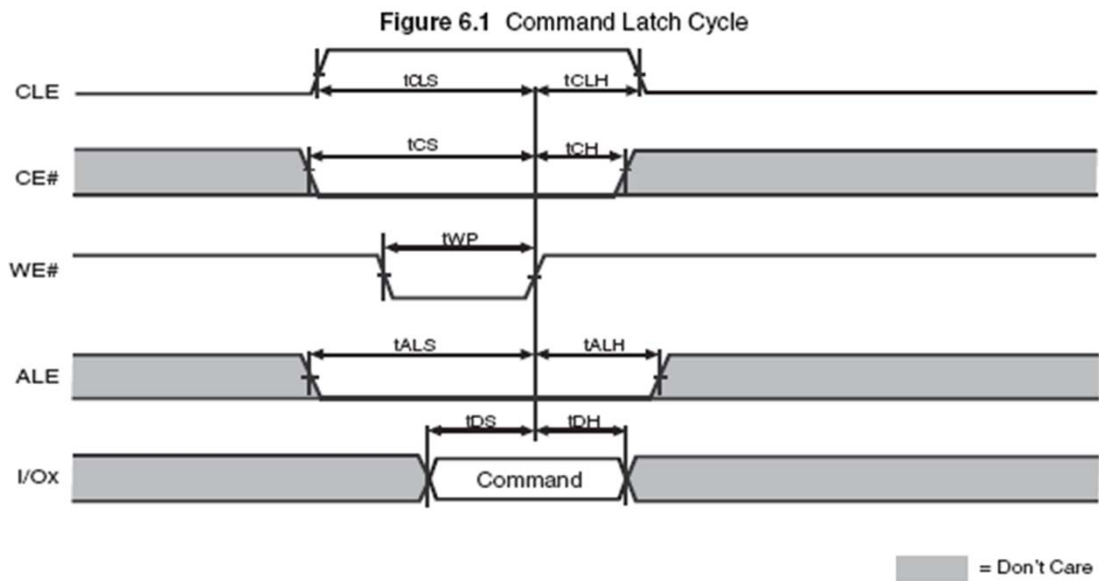 Figure 6.1 Command Latch Cycle
CLE
tCLS
tCLH
CE#
tCS
tCH
WE#
tWP
ALE
tALS
tALH
I/Ox
tDS
tDH
Command
= Don't Care